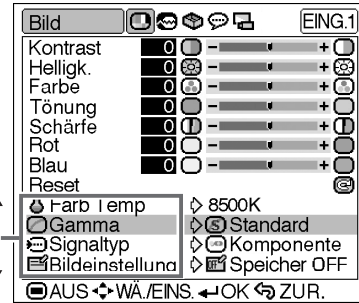 Bild EING.1
Kontrast 0 - +
Helligk. 0 - +
Farbe 0 - +
Tönung 0 - +
Schärfe 0 - +
Rot 0 - +
Blau 0 - +
Reset
Farb Temp 8500K
Gamma S Standard
Signaltyp Komponente
Bildeinstellung Speicher OFF
AUS WÄ./EINS. OK ZUR.